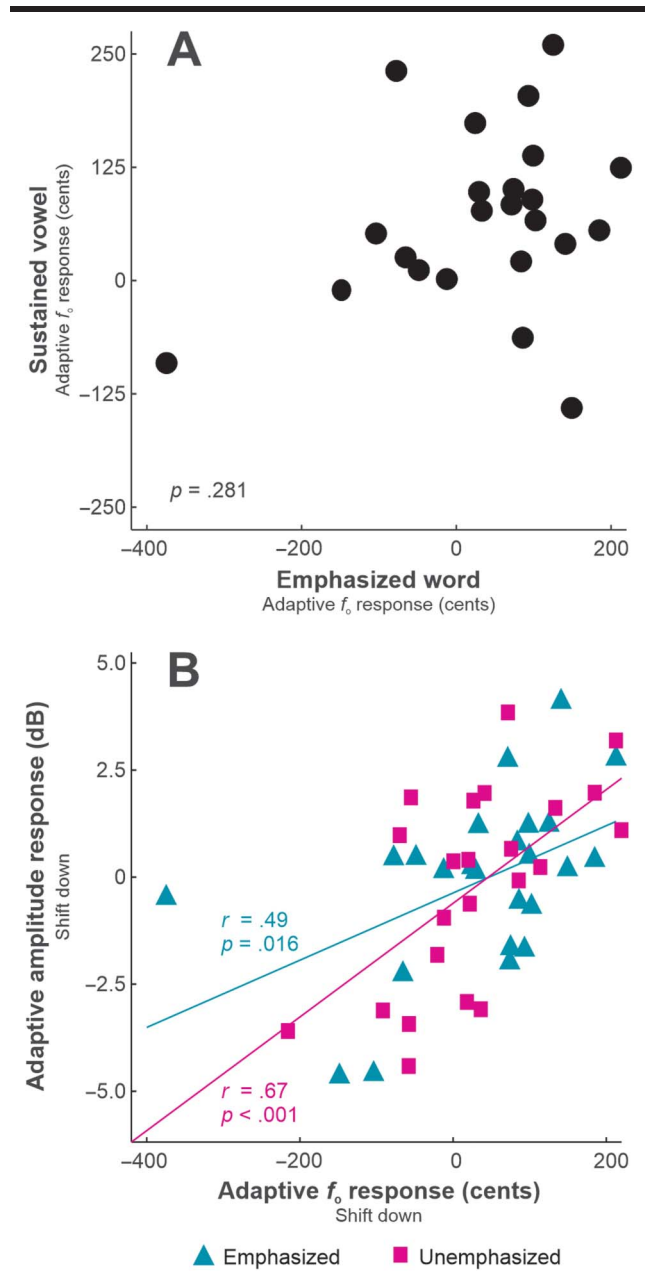 A
250
125
0
−125
−250
Sustained vowel
Adaptive fₒ response (cents)
p = .281
−400
−200
0
200
Emphasized word
Adaptive fₒ response (cents)
B
5.0
2.5
0
−2.5
−5.0
Adaptive amplitude response (dB)
Shift down
r = .49
p = .016
r = .67
p < .001
−400
−200
0
200
Adaptive fₒ response (cents)
Shift down
Emphasized
Unemphasized